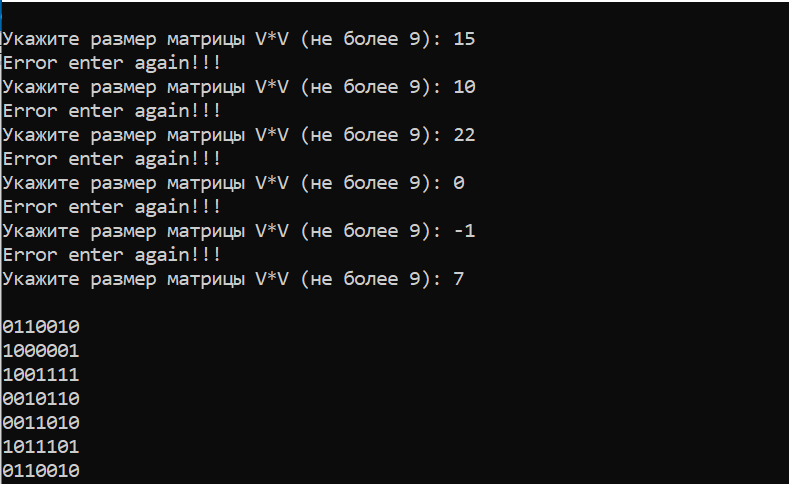 Укажите размер матрицы V*V (не более 9): 15
Error enter again!!!
Укажите размер матрицы V*V (не более 9): 10
Error enter again!!!
Укажите размер матрицы V*V (не более 9): 22
Error enter again!!!
Укажите размер матрицы V*V (не более 9): 0
Error enter again!!!
Укажите размер матрицы V*V (не более 9): -1
Error enter again!!!
Укажите размер матрицы V*V (не более 9): 7
0110010
1000001
1001111
0010110
0011010
1011101
0110010